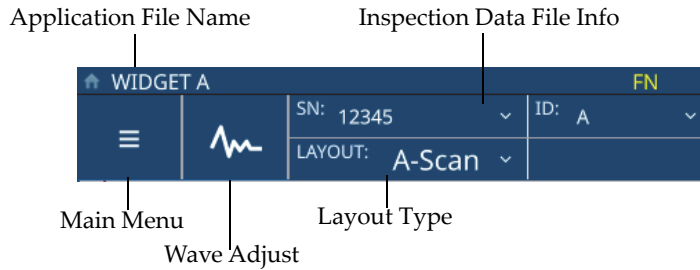 Application File Name
Inspection Data File Info
WIDGET A
FN
SN: 12345
ID: A
LAYOUT: A-Scan
Main Menu
Layout Type
Wave Adjust